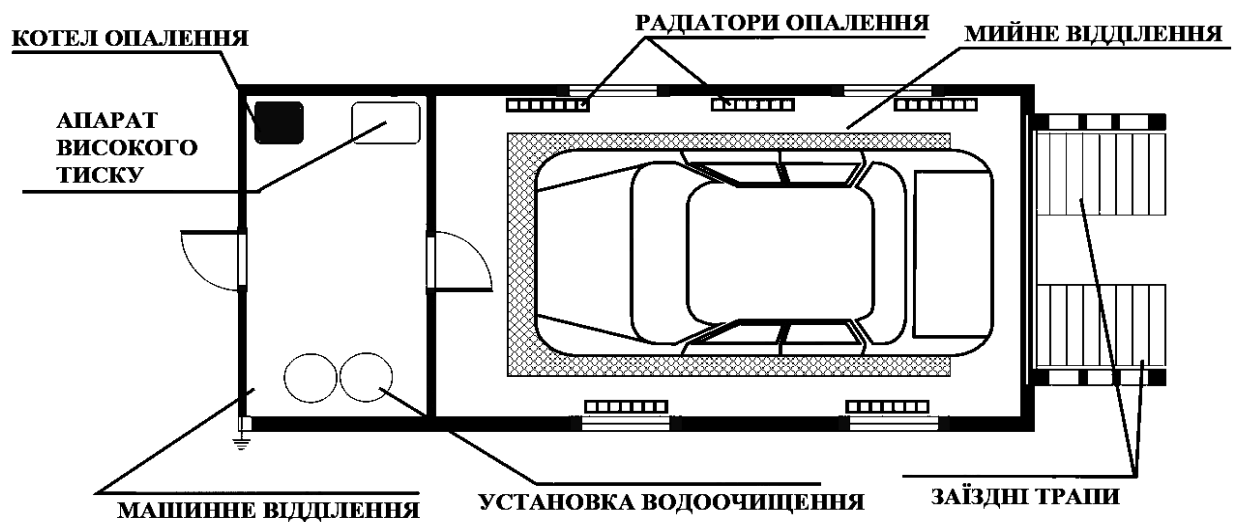 РАДІАТОРИ ОПАЛЕННЯ
КОТЕЛ ОПАЛЕННЯ
МИЙНЕ ВІДДІЛЕННЯ
АПАРАТ
ВИСОКОГО
ТИСКУ
МАШИННЕ ВІДДІЛЕННЯ
УСТАНОВКА ВОДООЧИЩЕННЯ
ЗАЇЗДНІ ТРАПИ